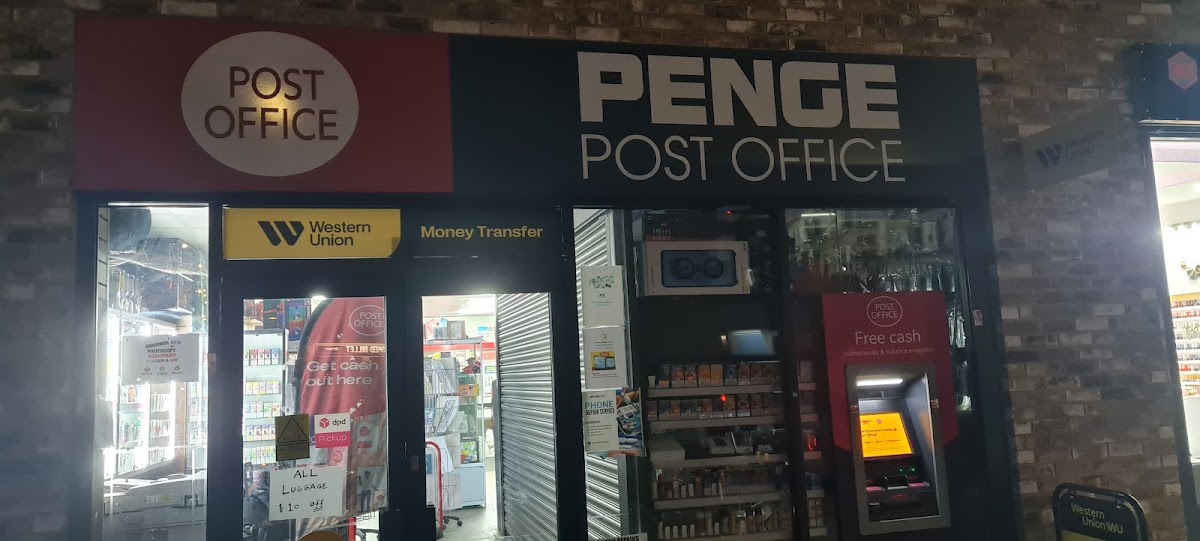 POST
OFFICE
PENGE
POST OFFICE
Western
Union
Money Transfer
Western
Union
PHOTOCOPY
POST
OFFICE
Get cash
out here
dpd
Pickup
ALL
LUGGAGE
$10 off
PHONE
REPAIR SERVICE
POST
OFFICE
Free cash
withdrawals & balance enquiries
Western
Union WU